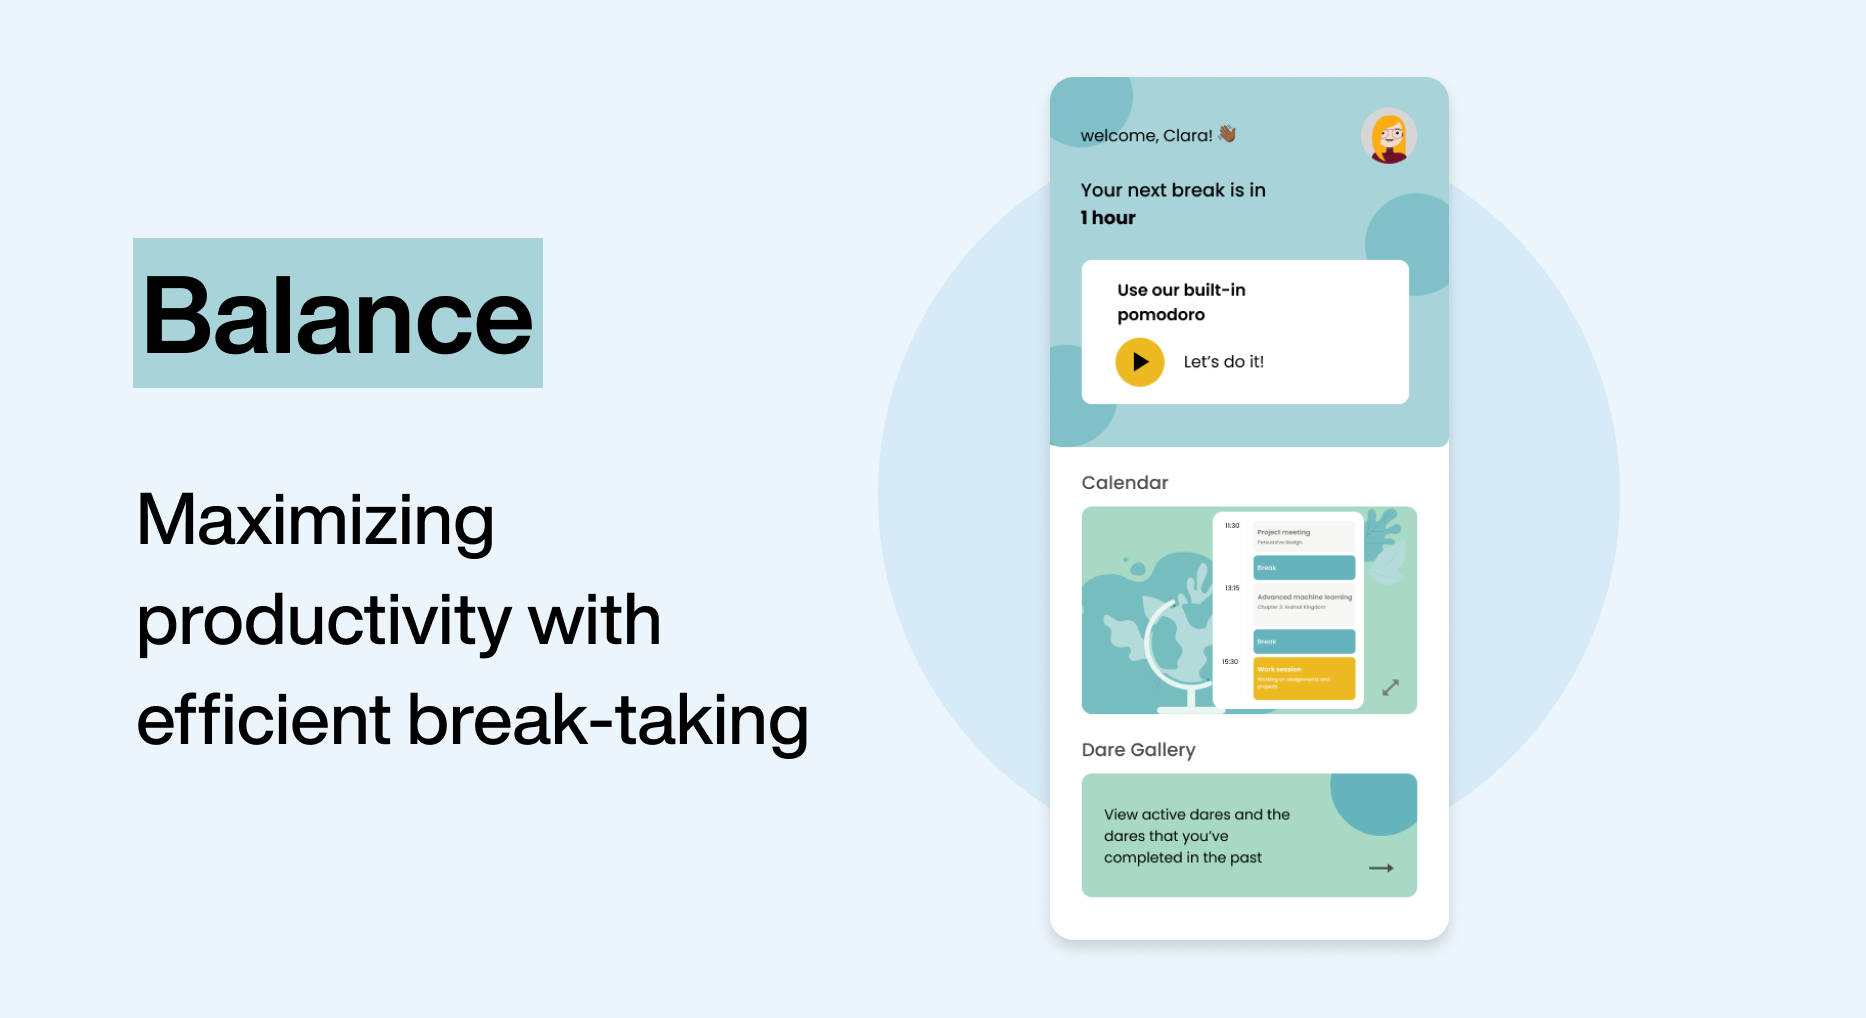 Balance
Maximizing
productivity with
efficient break-taking
welcome, Clara! 👋🏾
Your next break is in
1 hour
Use our built-in
pomodoro
Let's do it!
Calendar
11:30
Project meeting
Persuasive design
Break
13:15
Advanced machine learning
Chapter 3: Animal Kingdom
Break
15:30
Work session
Working on assignments and
projects
Dare Gallery
View active dares and the
dares that you've
completed in the past